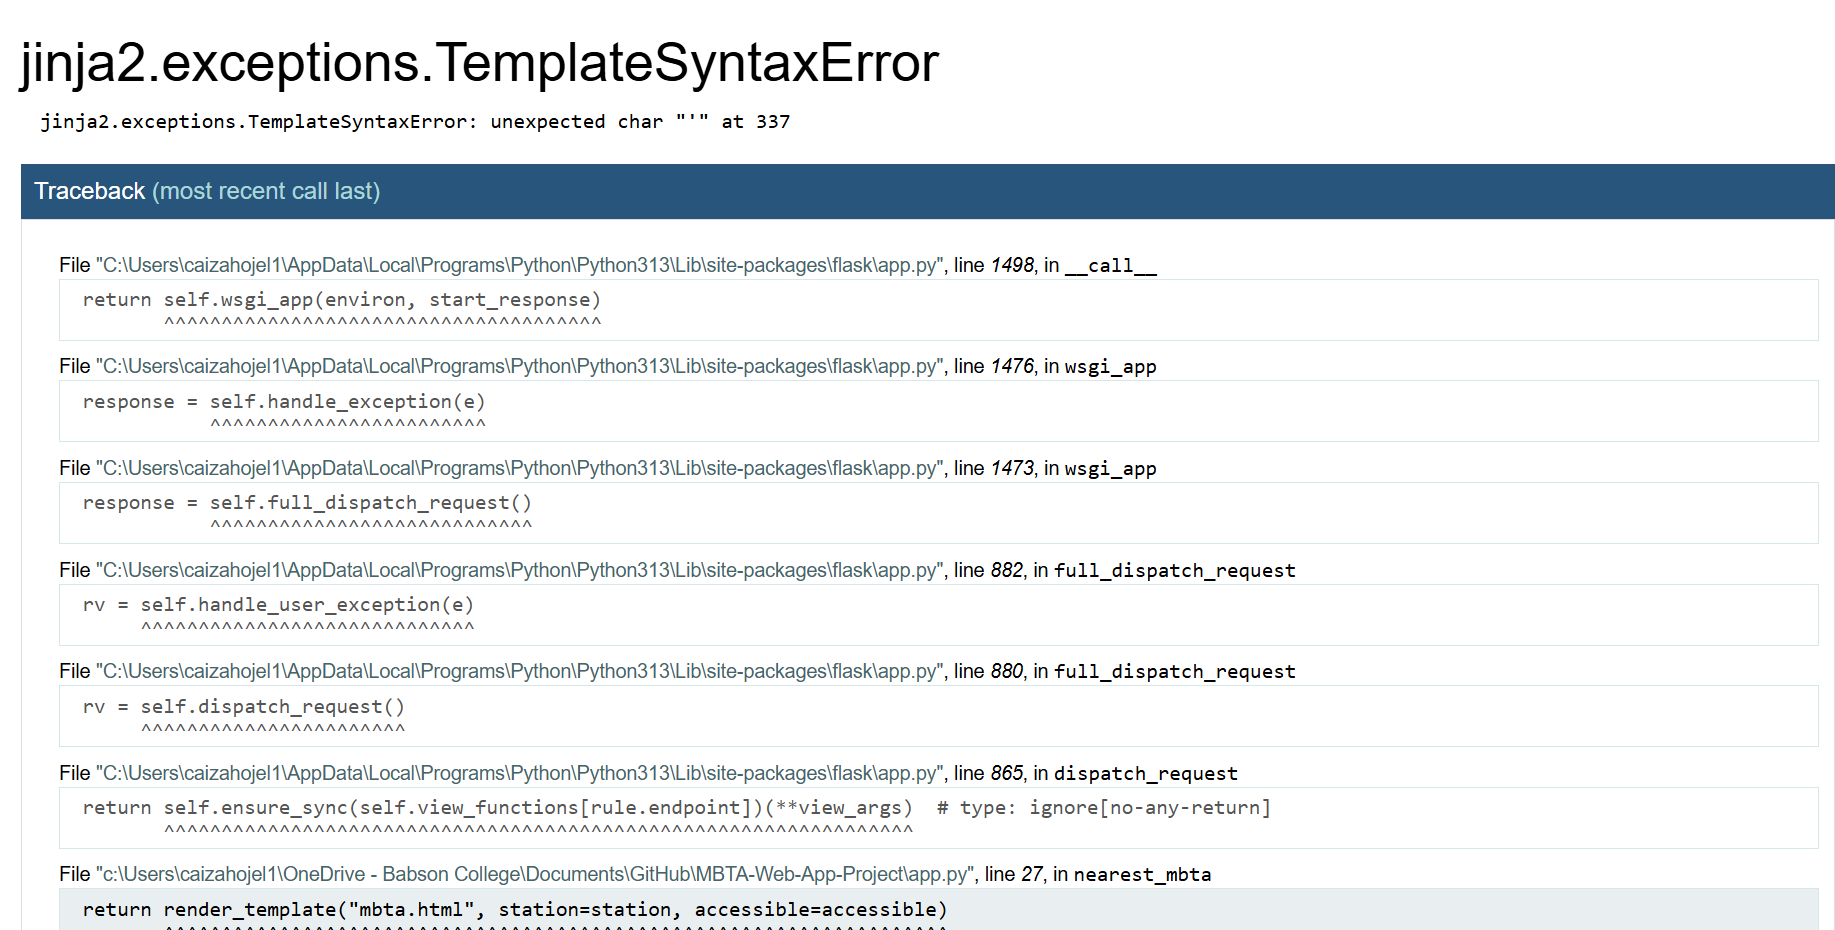 jinja2.exceptions.TemplateSyntaxError
jinja2.exceptions.TemplateSyntaxError: unexpected char "'" at 337
Traceback (most recent call last)
File "C:\Users\caizahojel1\AppData\Local\Programs\Python\Python313\Lib\site-packages\flask\app.py", line 1498, in __call__
return self.wsgi_app(environ, start_response)
^^^^^^^^^^^^^^^^^^^^^^^^^^^^^^^^^^^^^^
File "C:\Users\caizahojel1\AppData\Local\Programs\Python\Python313\Lib\site-packages\flask\app.py", line 1476, in wsgi_app
response = self.handle_exception(e)
^^^^^^^^^^^^^^^^^^^^^^^^
File "C:\Users\caizahojel1\AppData\Local\Programs\Python\Python313\Lib\site-packages\flask\app.py", line 1473, in wsgi_app
response = self.full_dispatch_request()
^^^^^^^^^^^^^^^^^^^^^^^^^^^^
File "C:\Users\caizahojel1\AppData\Local\Programs\Python\Python313\Lib\site-packages\flask\app.py", line 882, in full_dispatch_request
rv = self.handle_user_exception(e)
^^^^^^^^^^^^^^^^^^^^^^^^^^^^^
File "C:\Users\caizahojel1\AppData\Local\Programs\Python\Python313\Lib\site-packages\flask\app.py", line 880, in full_dispatch_request
rv = self.dispatch_request()
^^^^^^^^^^^^^^^^^^^^^^^
File "C:\Users\caizahojel1\AppData\Local\Programs\Python\Python313\Lib\site-packages\flask\app.py", line 865, in dispatch_request
return self.ensure_sync(self.view_functions[rule.endpoint])(**view_args)  # type: ignore[no-any-return]
^^^^^^^^^^^^^^^^^^^^^^^^^^^^^^^^^^^^^^^^^^^^^^^^^^^^^^^^^^^^^^^^^
File "c:\Users\caizahojel1\OneDrive - Babson College\Documents\GitHub\MBTA-Web-App-Project\app.py", line 27, in nearest_mbta
return render_template("mbta.html", station=station, accessible=accessible)
^^^^^^^^^^^^^^^^^^^^^^^^^^^^^^^^^^^^^^^^^^^^^^^^^^^^^^^^^^^^^^^^^^^^